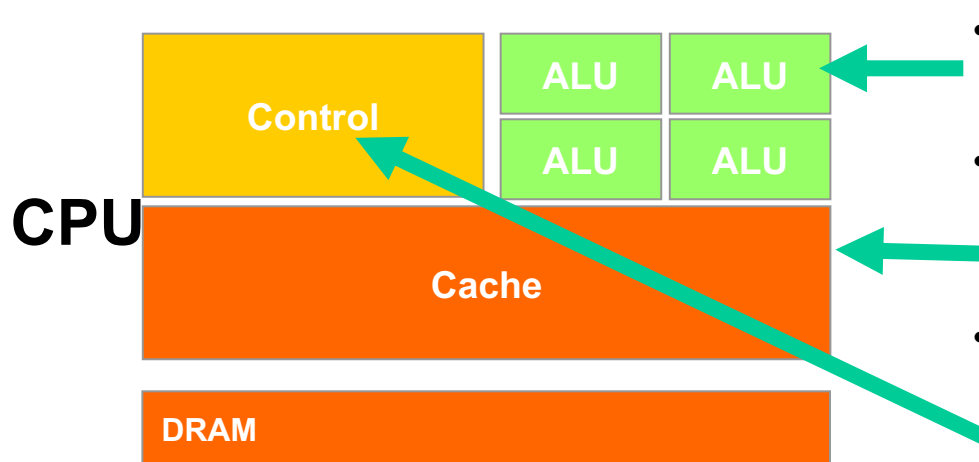 ALU ALU
Control
ALU ALU
CPU
Cache
DRAM